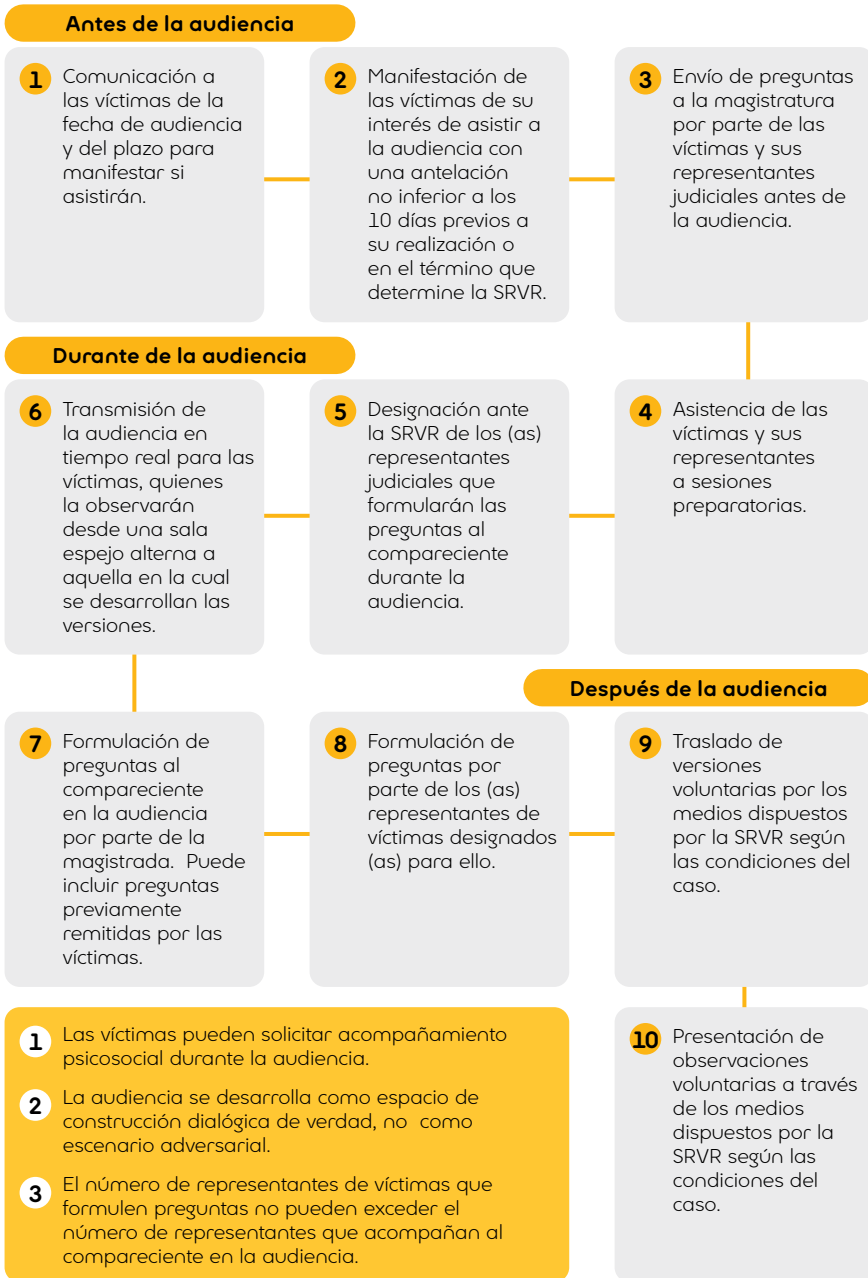 Antes de la audiencia
1 Comunicación a
las víctimas de la
fecha de audiencia
y del plazo para
manifestar si
asistirán.
2 Manifestación de
las víctimas de su
interés de asistir a
la audiencia con
una antelación
no inferior a los
10 días previos a
su realización o
en el término que
determine la SRVR.
3 Envío de preguntas
a la magistratura
por parte de las
víctimas y sus
representantes
judiciales antes de
la audiencia.
Durante de la audiencia
4 Asistencia de las
víctimas y sus
representantes
a sesiones
preparatorias.
5 Designación ante
la SRVR de los (as)
representantes
judiciales que
formularán las
preguntas al
compareciente
durante la
audiencia.
6 Transmisión de
la audiencia en
tiempo real para las
víctimas, quienes
la observarán
desde una sala
espejo alterna a
aquella en la cual
se desarrollan las
versiones.
7 Formulación de
preguntas al
compareciente
en la audiencia
por parte de la
magistrada. Puede
incluir preguntas
previamente
remitidas por las
víctimas.
8 Formulación de
preguntas por
parte de los (as)
representantes de
víctimas designados
(as) para ello.
Después de la audiencia
9 Traslado de
versiones
voluntarias por los
medios dispuestos
por la SRVR según
las condiciones del
caso.
10 Presentación de
observaciones
voluntarias a través
de los medios
dispuestos por la
SRVR según las
condiciones del
caso.
1 Las víctimas pueden solicitar acompañamiento
psicosocial durante la audiencia.
2 La audiencia se desarrolla como espacio de
construcción dialógica de verdad, no como
escenario adversarial.
3 El número de representantes de víctimas que
formulen preguntas no pueden exceder el
número de representantes que acompañan al
compareciente en la audiencia.